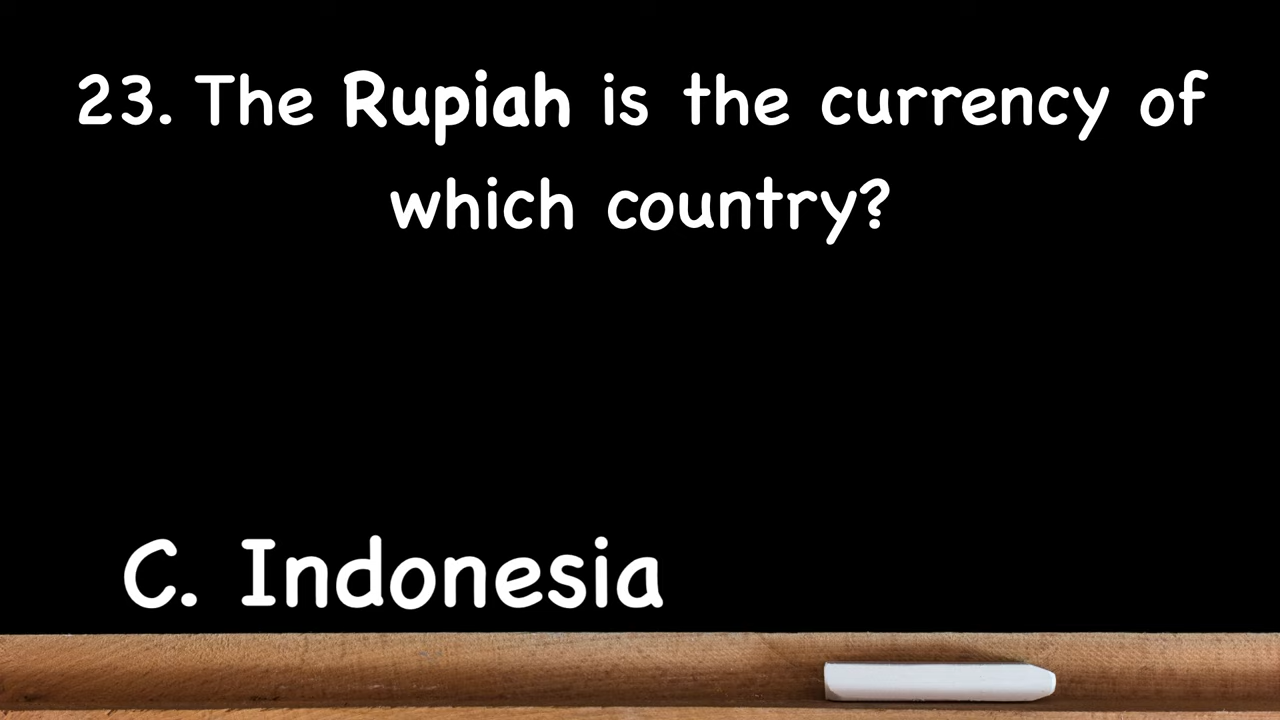 23. The Rupiah is the currency of
which country?
C. Indonesia